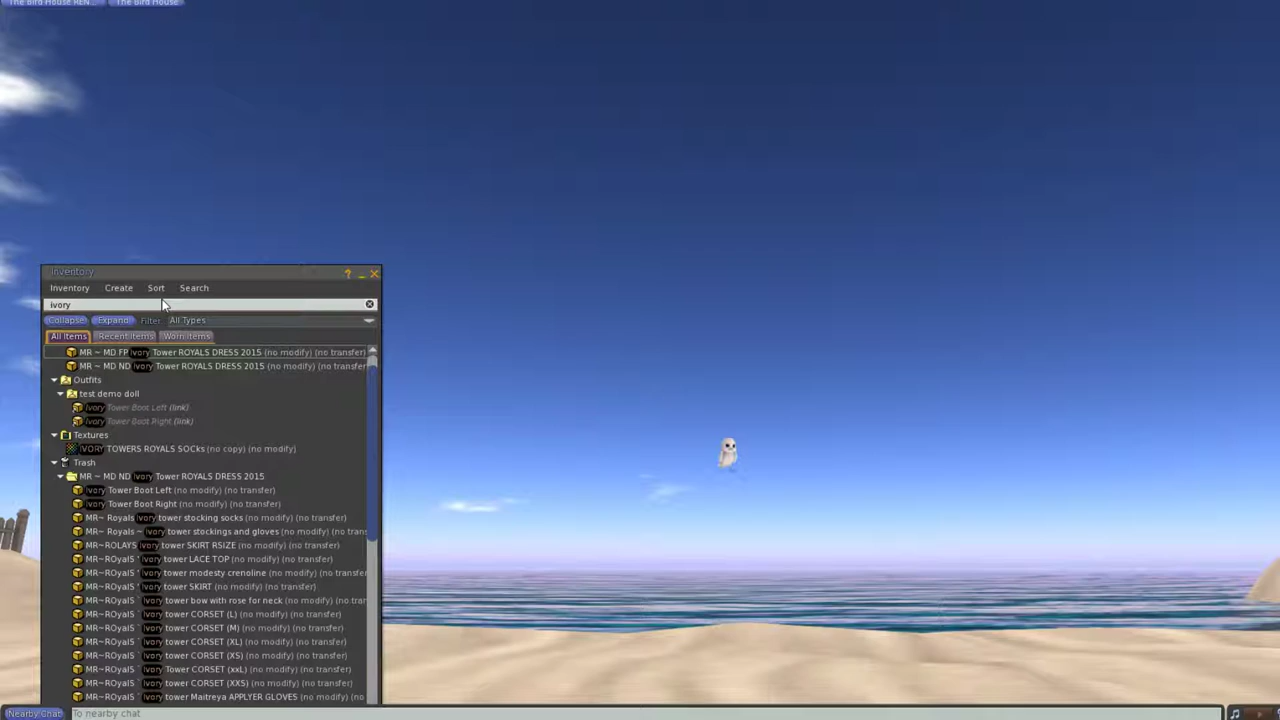 The Bird House REN... The Bird House
Inventory
Inventory Create Sort Search
ivory
Collapse Expand Filter All Types
All Items Recent Items Worn Items
MR ~ MD FP Ivory Tower ROYALS DRESS 2015 (no modify) (no transfer)
MR ~ MD ND Ivory Tower ROYALS DRESS 2015 (no modify) (no transfer
Outfits
test demo doll
Ivory Tower Boot Left (link)
Ivory Tower Boot Right (link)
Textures
IVORY TOWERS ROYALS SOCKs (no copy) (no modify)
Trash
MR ~ MD ND Ivory Tower ROYALS DRESS 2015
Ivory Tower Boot Left (no modify) (no transfer)
Ivory Tower Boot Right (no modify) (no transfer)
MR~ Royals Ivory tower stocking socks (no modify) (no transfer)
MR~ Royals ~ Ivory tower stockings and gloves (no modify) (no trans
MR~ROLAYS Ivory tower SKIRT RSIZE (no modify) (no transfer)
MR~ROyalS ' Ivory tower LACE TOP (no modify) (no transfer)
MR~ROyalS ' Ivory tower modesty crenoline (no modify) (no transfer
MR~ROyalS ' Ivory tower SKIRT (no modify) (no transfer)
MR~ROyalS ` Ivory tower bow with rose for neck (no modify) (no tran
MR~ROyalS ` Ivory tower CORSET (L) (no modify) (no transfer)
MR~ROyalS ` Ivory tower CORSET (M) (no modify) (no transfer)
MR~ROyalS ` Ivory tower CORSET (XL) (no modify) (no transfer)
MR~ROyalS ` Ivory tower CORSET (XS) (no modify) (no transfer)
MR~ROyalS ` Ivory Tower CORSET (xxL) (no modify) (no transfer)
MR~ROyalS ` Ivory tower CORSET (XXS) (no modify) (no transfer)
MR~ROyalS ` Ivory tower Maitreya APPLYER GLOVES (no modify) (no
Nearby Chat To nearby chat